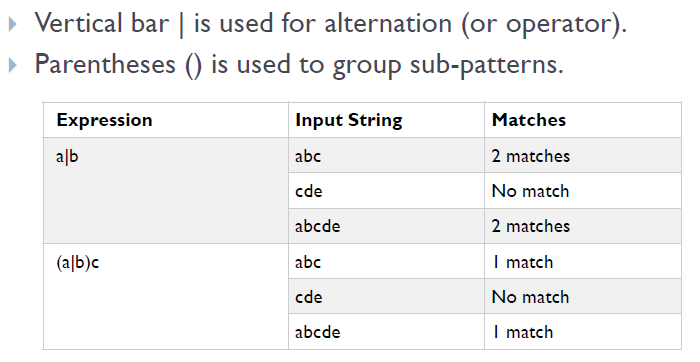 Vertical bar | is used for alternation (or operator).
Parentheses () is used to group sub-patterns.
Expression Input String Matches
a|b abc 2 matches
cde No match
abcde 2 matches
(a|b)c abc 1 match
cde No match
abcde 1 match